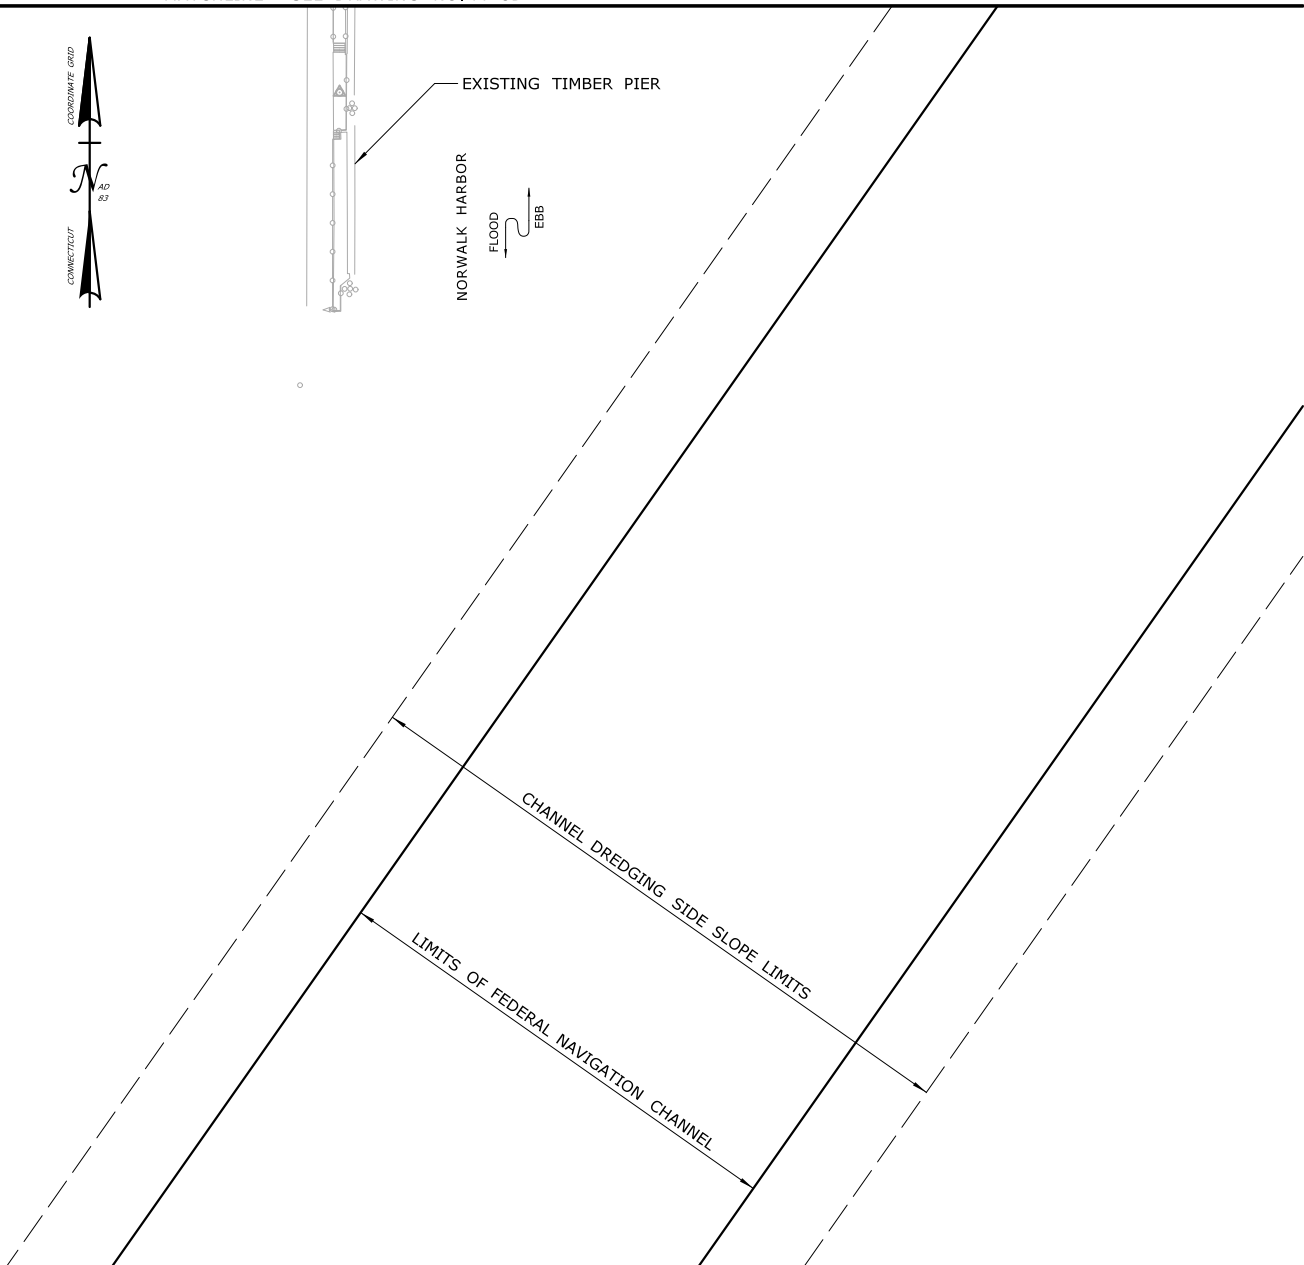 COORDINATE GRID
N
AD
83
CONNECTICUT
EXISTING TIMBER PIER
NORWALK HARBOR
FLOOD
EBB
CHANNEL DREDGING SIDE SLOPE LIMITS
LIMITS OF FEDERAL NAVIGATION CHANNEL